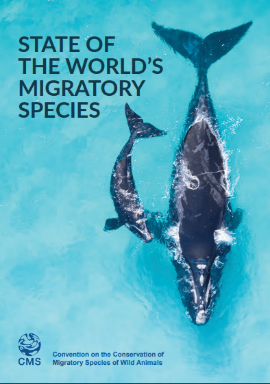 STATE OF
THE WORLD'S
MIGRATORY
SPECIES
CMS
Convention on the Conservation of
Migratory Species of Wild Animals